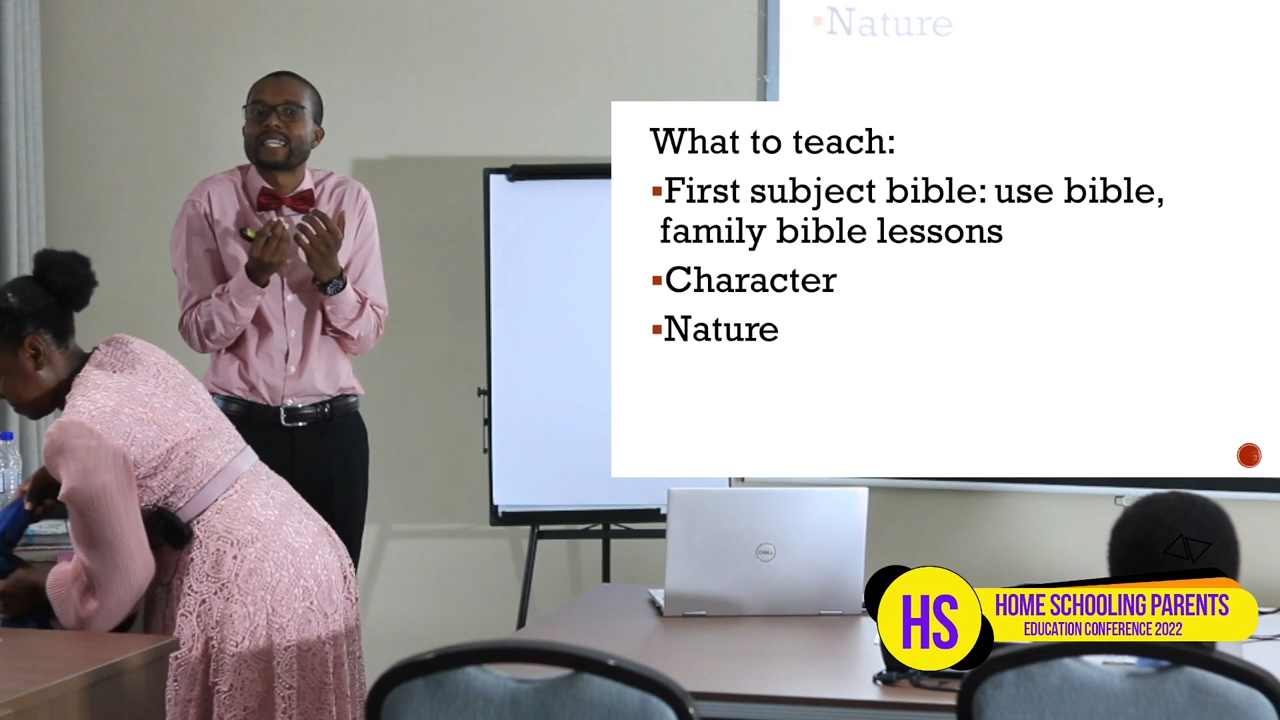 ▪Nature
What to teach:
▪First subject bible: use bible,
family bible lessons
▪Character
▪Nature
DELL
HS
HOME SCHOOLING PARENTS
EDUCATION CONFERENCE 2022